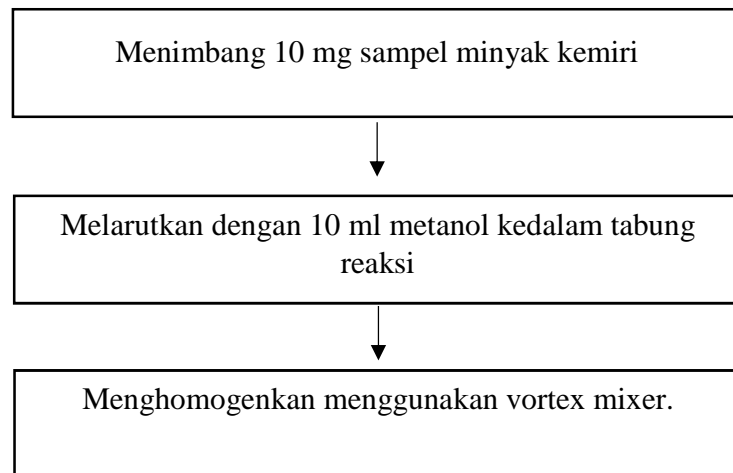 Menimbang 10 mg sampel minyak kemiri
Melarutkan dengan 10 ml metanol kedalam tabung
reaksi
Menghomogenkan menggunakan vortex mixer.